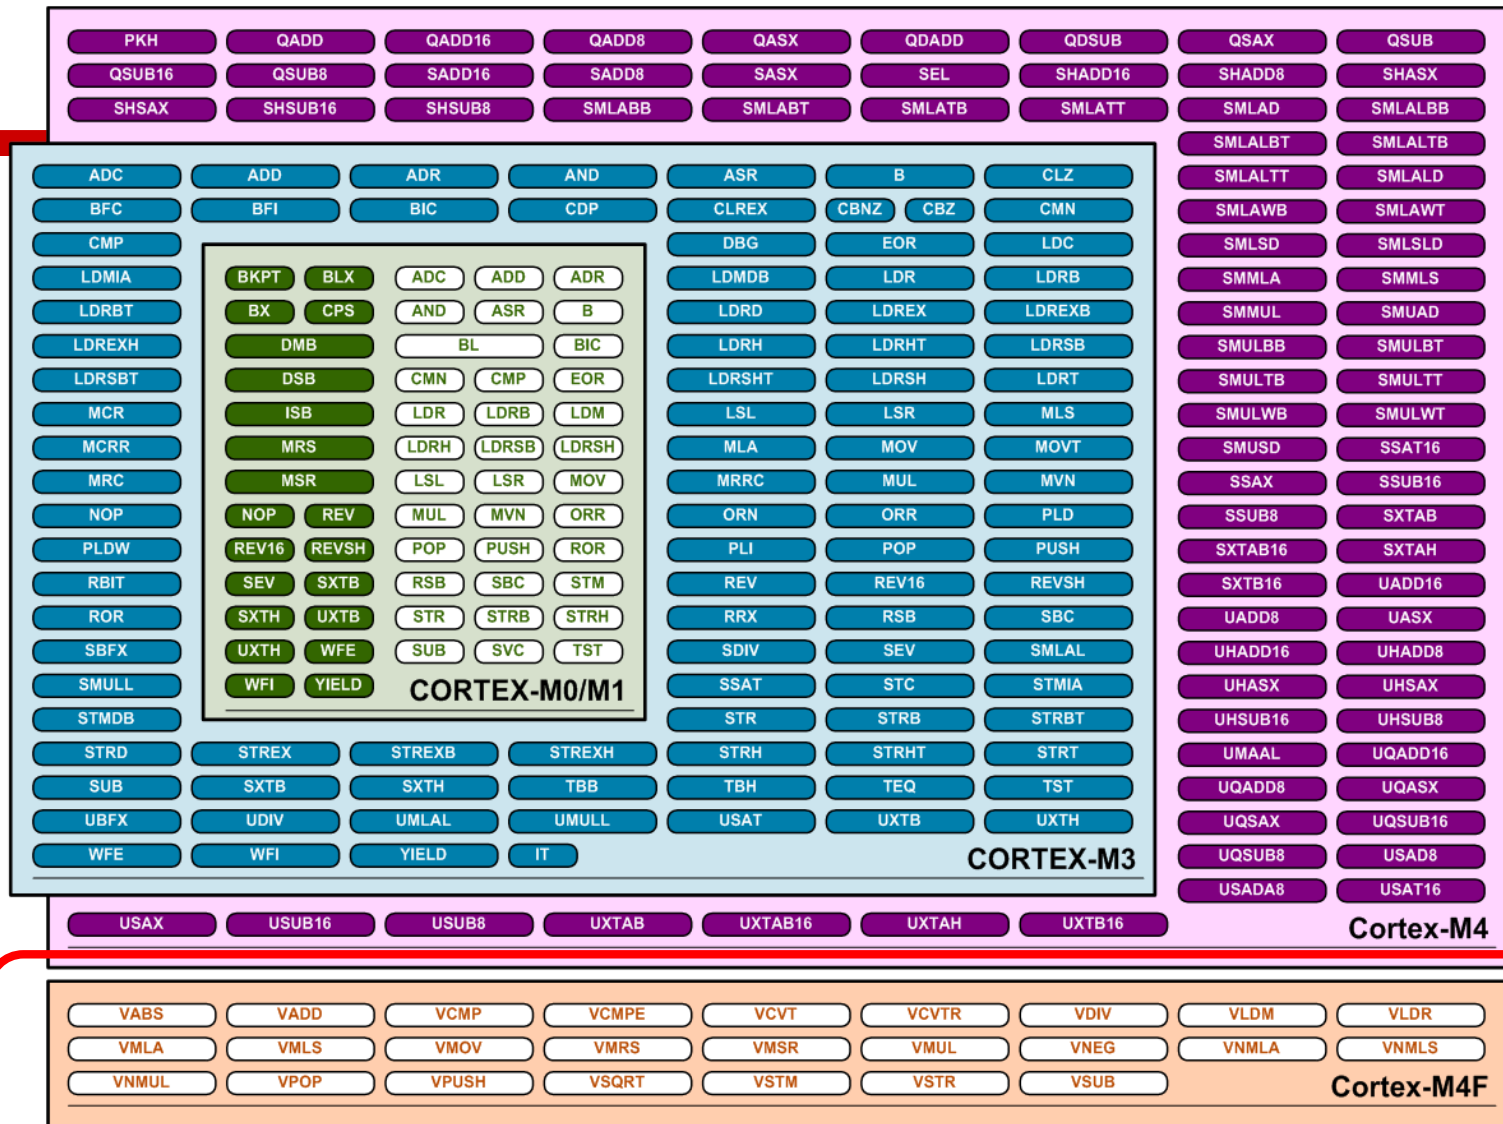 PKH QADD QADD16 QADD8 QASX QDADD QDSUB QSAX QSUB
QSUB16 QSUB8 SADD16 SADD8 SASX SEL SHADD16 SHADD8 SHASX
SHSAX SHSUB16 SHSUB8 SMLABB SMLABT SMLATB SMLATT SMLAD SMLALBB
SMLALBT SMLALTB
ADC ADD ADR AND ASR B CLZ SMLALTT SMLALD
BFC BFI BIC CDP CLREX CBNZ CBZ CMN SMLAWB SMLAWT
CMP DBG EOR LDC SMLSD SMLSLD
LDMIA BKPT BLX ADC ADD ADR LDMDB LDR LDRB SMMLA SMMLS
LDRBT BX CPS AND ASR B LDRD LDREX LDREXB SMMUL SMUAD
LDREXH DMB BL BIC LDRH LDRHT LDRSB SMULBB SMULBT
LDRSBT DSB CMN CMP EOR LDRSHT LDRSH LDRT SMULTB SMULTT
MCR ISB LDR LDRB LDM LSL LSR MLS SMULWB SMULWT
MCRR MRS LDRH LDRSB LDRSH MLA MOV MOVT SMUSD SSAT16
MRC MSR LSL LSR MOV MRRC MUL MVN SSAX SSUB16
NOP NOP REV MUL MVN ORR ORN ORR PLD SSUB8 SXTAB
PLDW REV16 REVSH POP PUSH ROR PLI POP PUSH SXTAB16 SXTAH
RBIT SEV SXTB RSB SBC STM REV REV16 REVSH SXTB16 UADD16
ROR SXTH UXTB STR STRB STRH RRX RSB SBC UADD8 UASX
SBFX UXTH WFE SUB SVC TST SDIV SEV SMLAL UHADD16 UHADD8
SMULL WFI YIELD CORTEX-M0/M1 SSAT STC STMIA UHASX UHSAX
STMDB STR STRB STRBT UHSUB16 UHSUB8
STRD STREX STREXB STREXH STRH STRHT STRT UMAAL UQADD16
SUB SXTB SXTH TBB TBH TEQ TST UQADD8 UQASX
UBFX UDIV UMLAL UMULL USAT UXTB UXTH UQSAX UQSUB16
WFE WFI YIELD IT CORTEX-M3 UQSUB8 USAD8
USADA8 USAT16
USAX USUB16 USUB8 UXTAB UXTAB16 UXTAH UXTB16 Cortex-M4
VABS VADD VCMP VCMPE VCVT VCVTR VDIV VLDM VLDR
VMLA VMLS VMOV VMRS VMSR VMUL VNEG VNMLA VNMLS
VNMUL VPOP VPUSH VSQRT VSTM VSTR VSUB Cortex-M4F